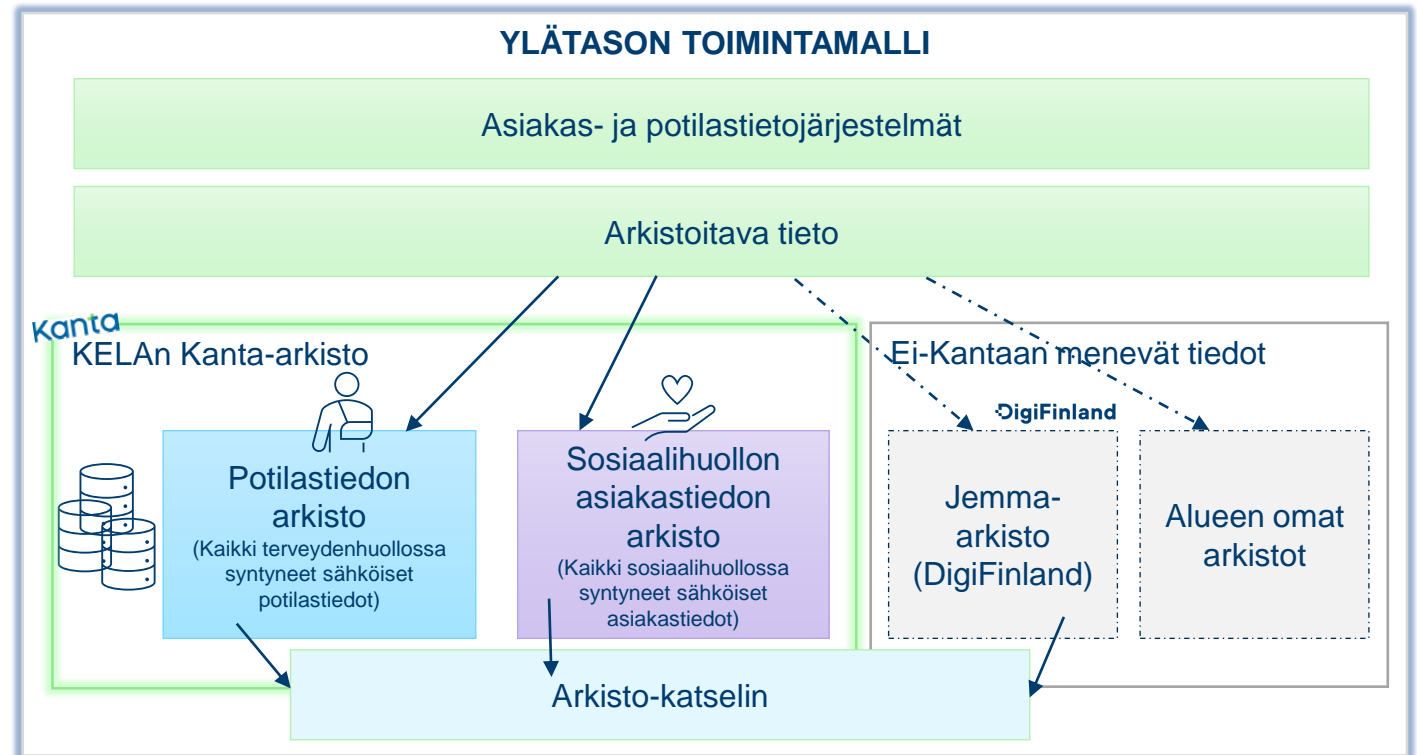 YLÄTASON TOIMINTAMALLI
Asiakas- ja potilastietojärjestelmät
Arkistoitava tieto
Kanta
KELAn Kanta-arkisto
Potilastiedon
arkisto
(Kaikki terveydenhuollossa
syntyneet sähköiset
potilastiedot)
Sosiaalihuollon
asiakastiedon
arkisto
(Kaikki sosiaalihuollossa
syntyneet sähköiset
asiakastiedot)
Ei-Kantaan menevät tiedot
DigiFinland
Jemma-
arkisto
(DigiFinland)
Alueen omat
arkistot
Arkisto-katselin